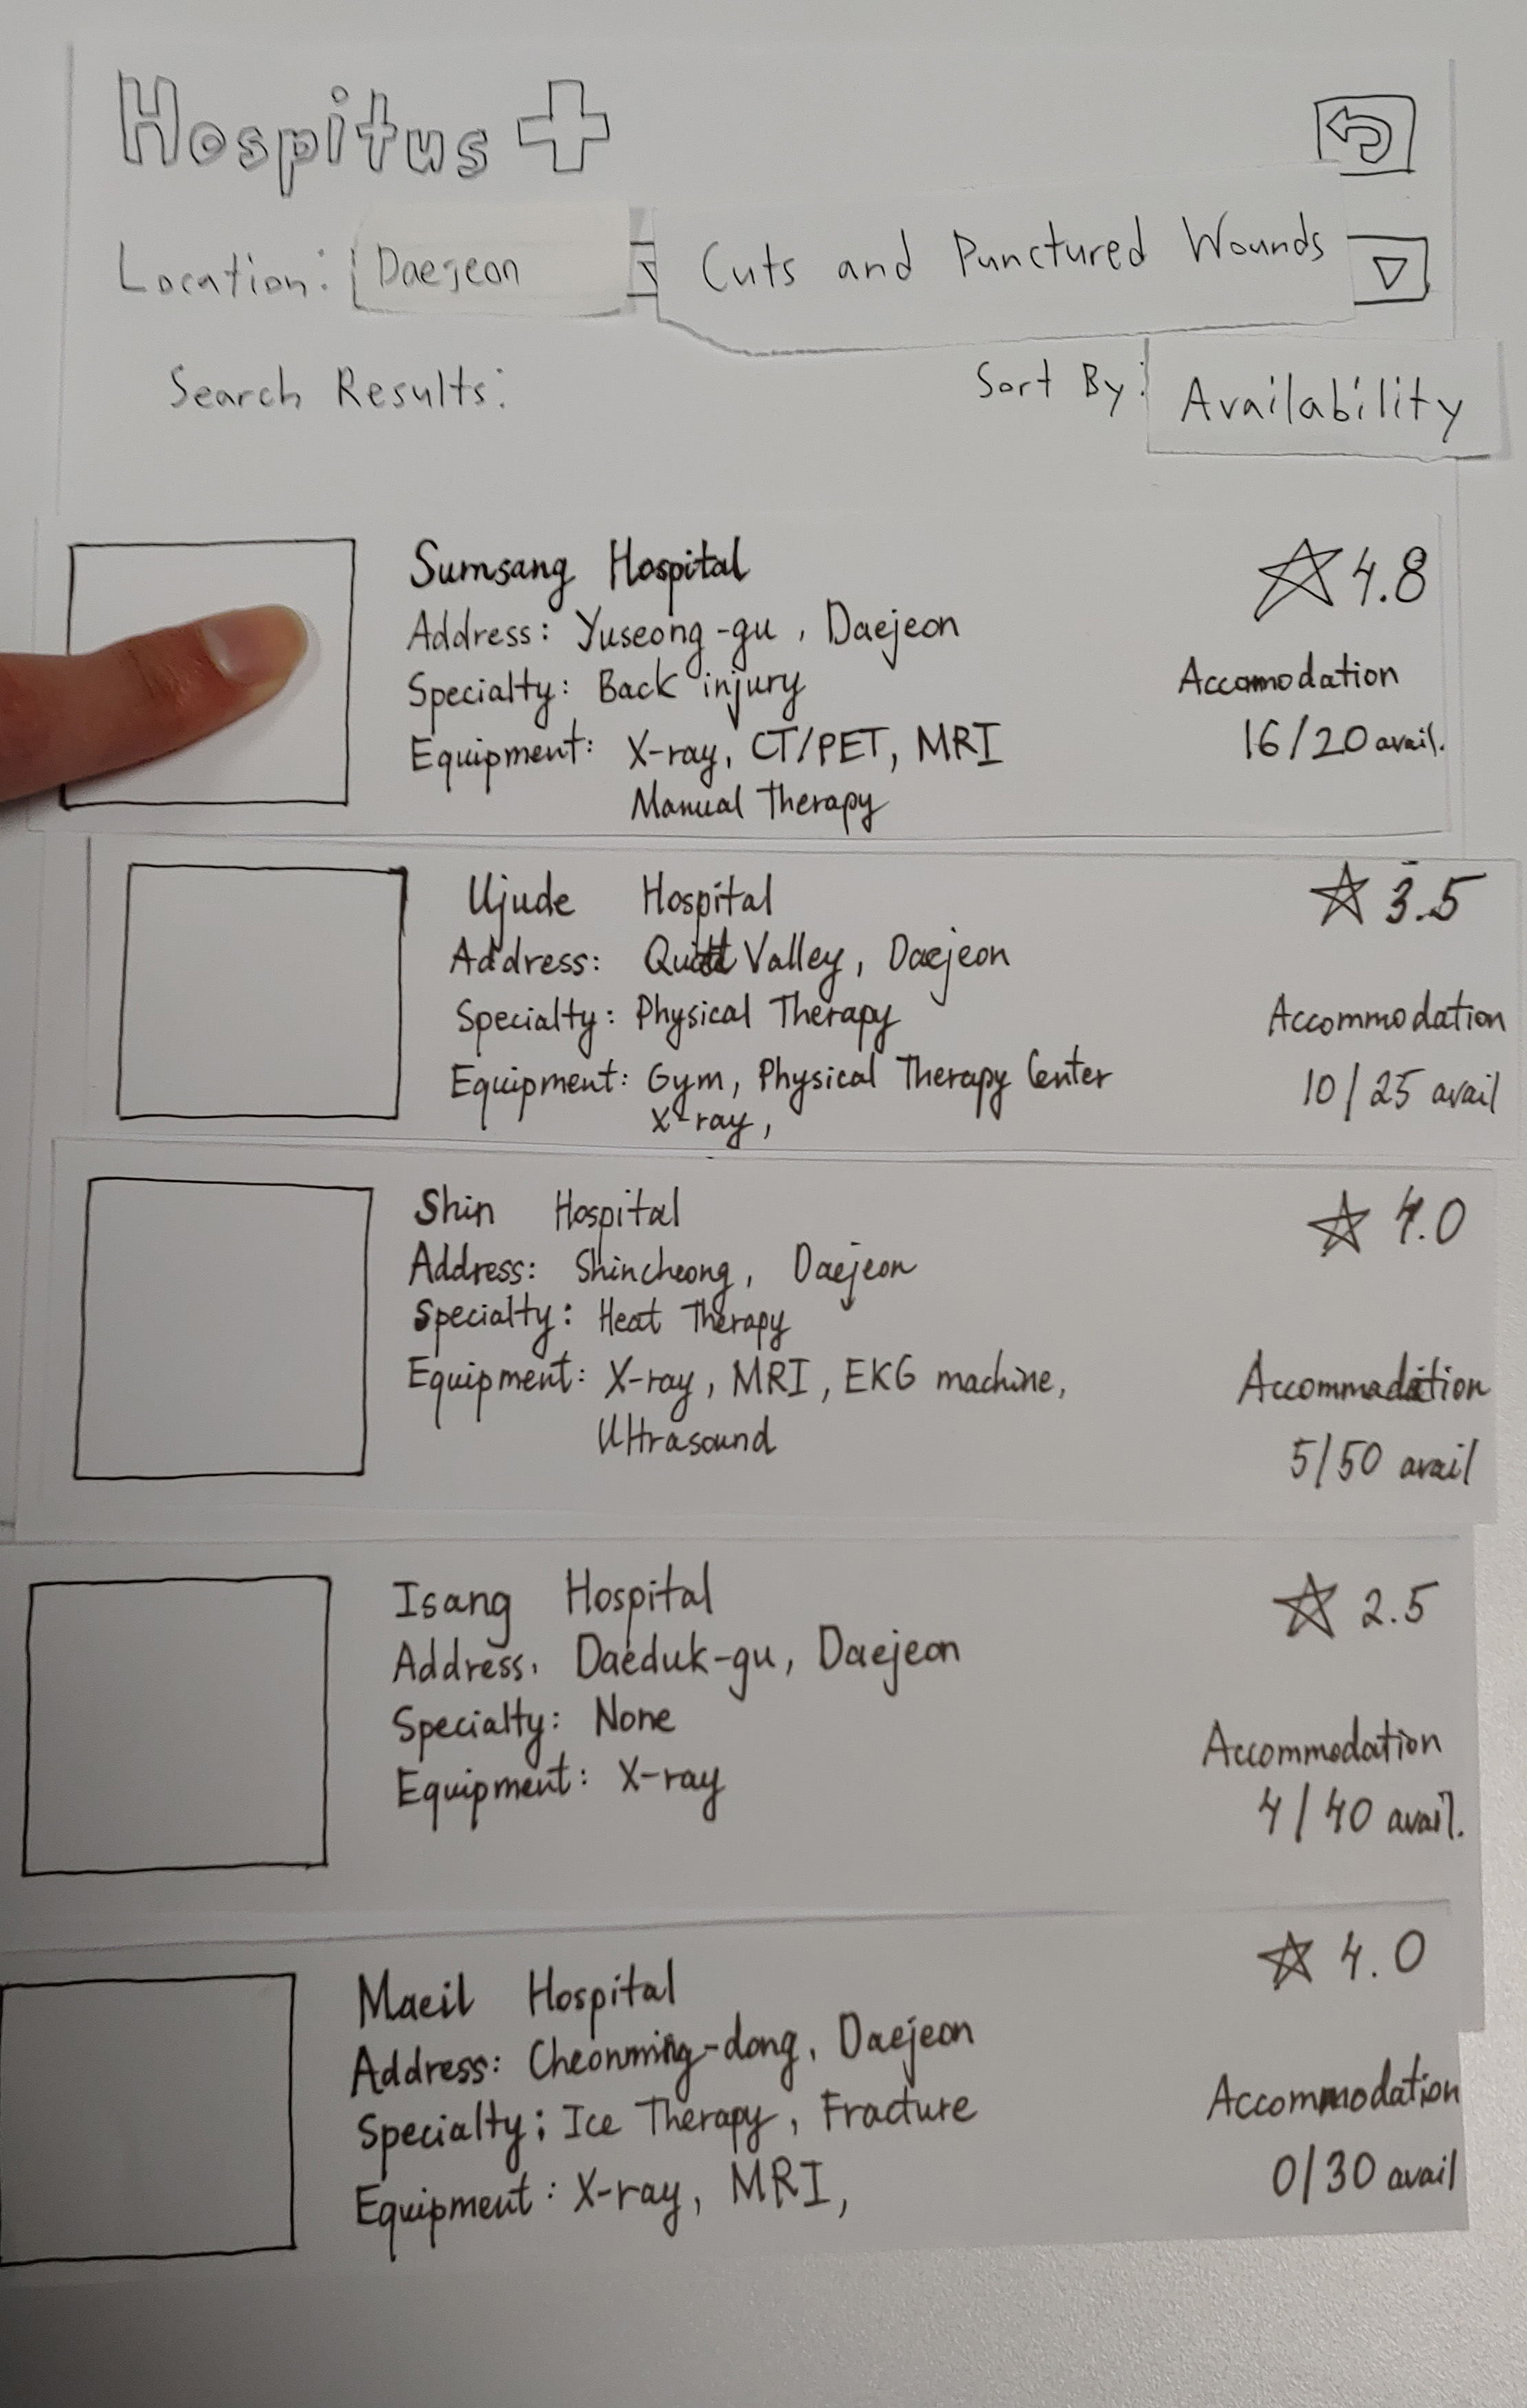 Hospitus
Location: Daejeon Cuts and Punctured Wounds
Search Results: Sort By: Availability
Sumsang Hospital 4.8
Address: Yuseong-gu, Daejeon
Specialty: Back injury Accomodation
Equipment: X-ray, CT/PET, MRI 16/20 avail.
Manual Therapy
Ujude Hospital 3.5
Address: Valley, Daejeon
Specialty: Physical Therapy Accommodation
Equipment: Gym, Physical Therapy Center 10/25 avail
X-ray,
Shin Hospital 4.0
Address: Shincheong, Daejeon
Specialty: Heat Therapy
Equipment: X-ray, MRI, EKG machine, Accommadation
Ultrasound 5/50 avail
Isang Hospital 2.5
Address. Daeduk-gu, Daejeon
Specialty: None Accommodation
Equipment: X-ray 4/40 avail.
Maeil Hospital 4.0
Address: Cheonming-dong, Daejeon
Specialty; Ice Therapy, Fracture Accommodation
Equipment: X-ray, MRI, 0/30 avail